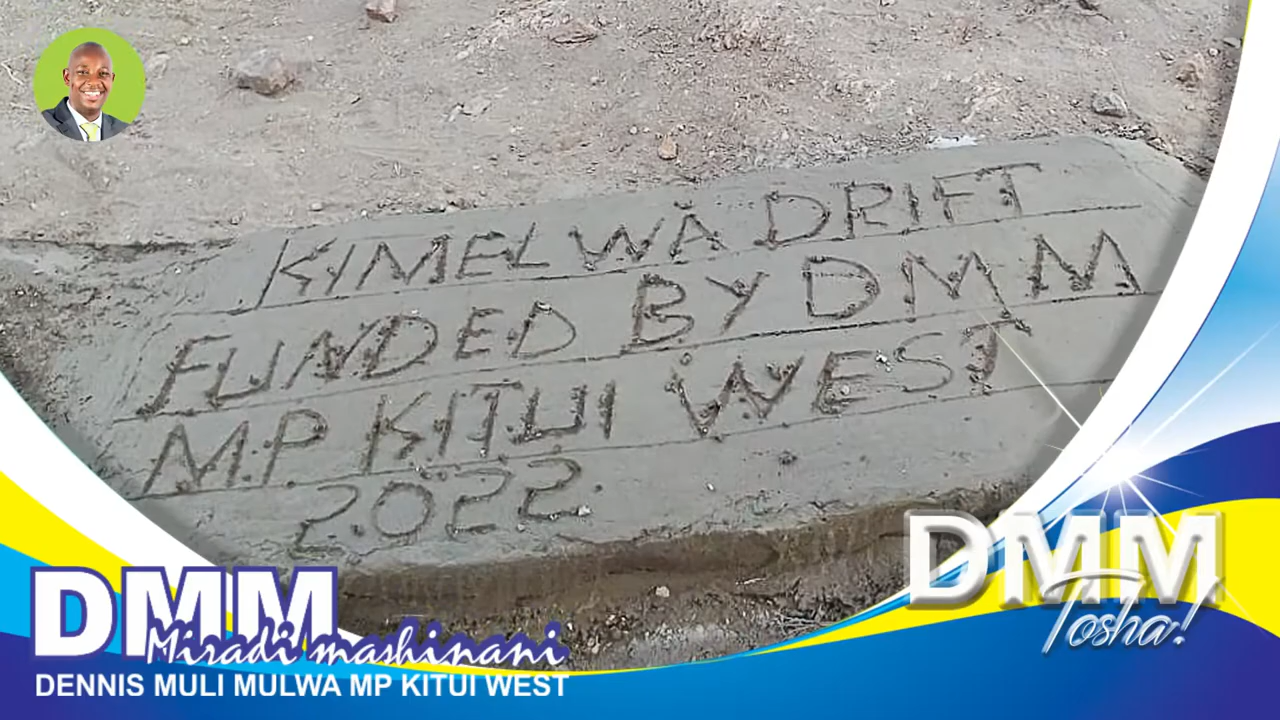 KIMELWA DRIFT
FUNDED BY DMM
M.P. KITUI WEST
2022.
DMM
Miradi mashinani
DENNIS MULI MULWA MP KITUI WEST
DMM
Tosha!